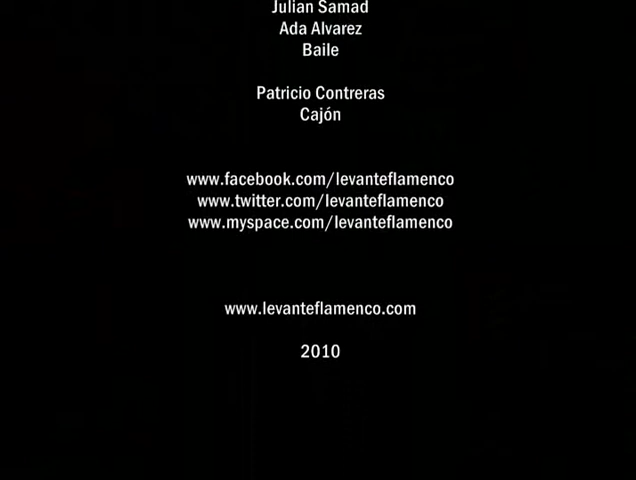 Julian Samad
Ada Alvarez
Baile
Patricio Contreras
Cajón
www.facebook.com/levanteflamenco
www.twitter.com/levanteflamenco
www.myspace.com/levanteflamenco
www.levanteflamenco.com
2010